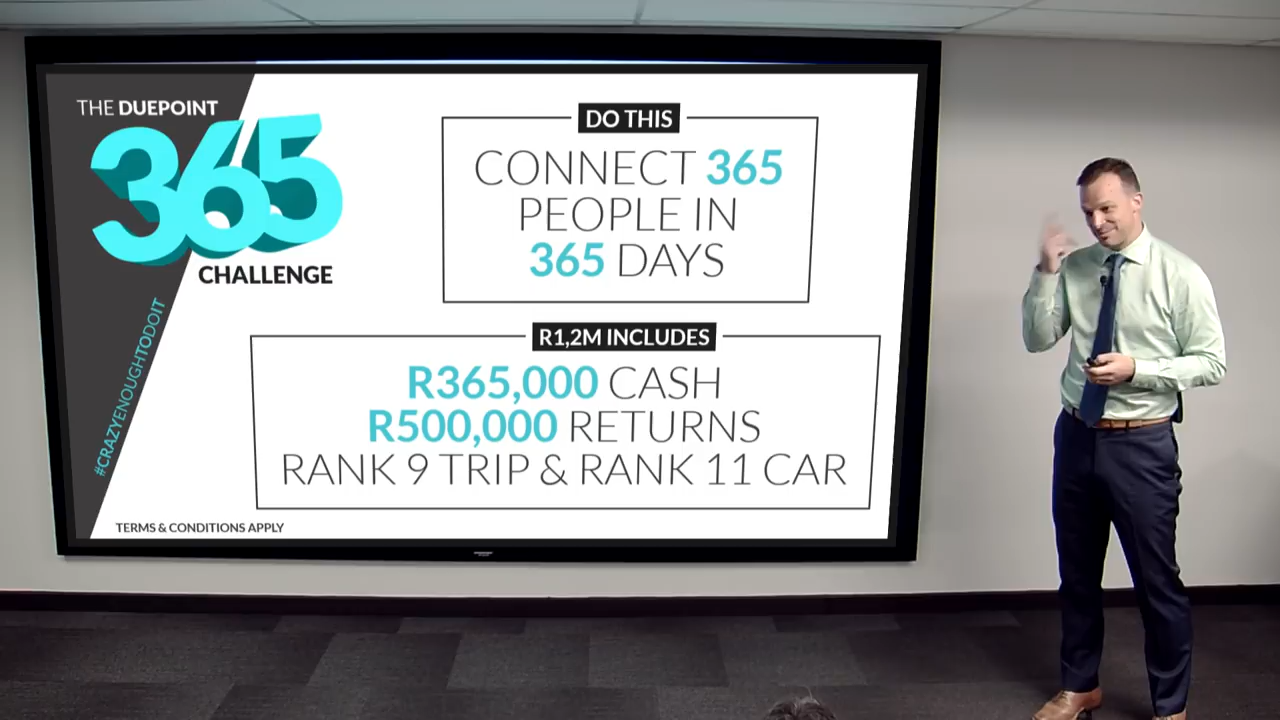 THE DUEPOINT
365
CHALLENGE
#CRAZYENOUGHTODOIT
DO THIS
CONNECT 365
PEOPLE IN
365 DAYS
R1,2M INCLUDES
R365,000 CASH
R500,000 RETURNS
RANK 9 TRIP & RANK 11 CAR
TERMS & CONDITIONS APPLY